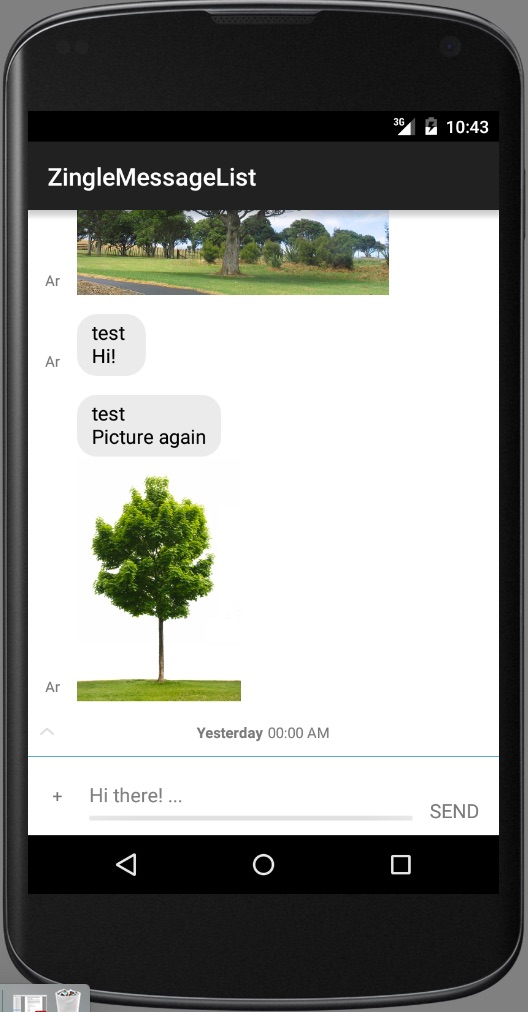 3G 10:43
ZingleMessageList
Ar
test
Hi!
Ar
test
Picture again
Ar
Yesterday 00:00 AM
+ Hi there! ... SEND